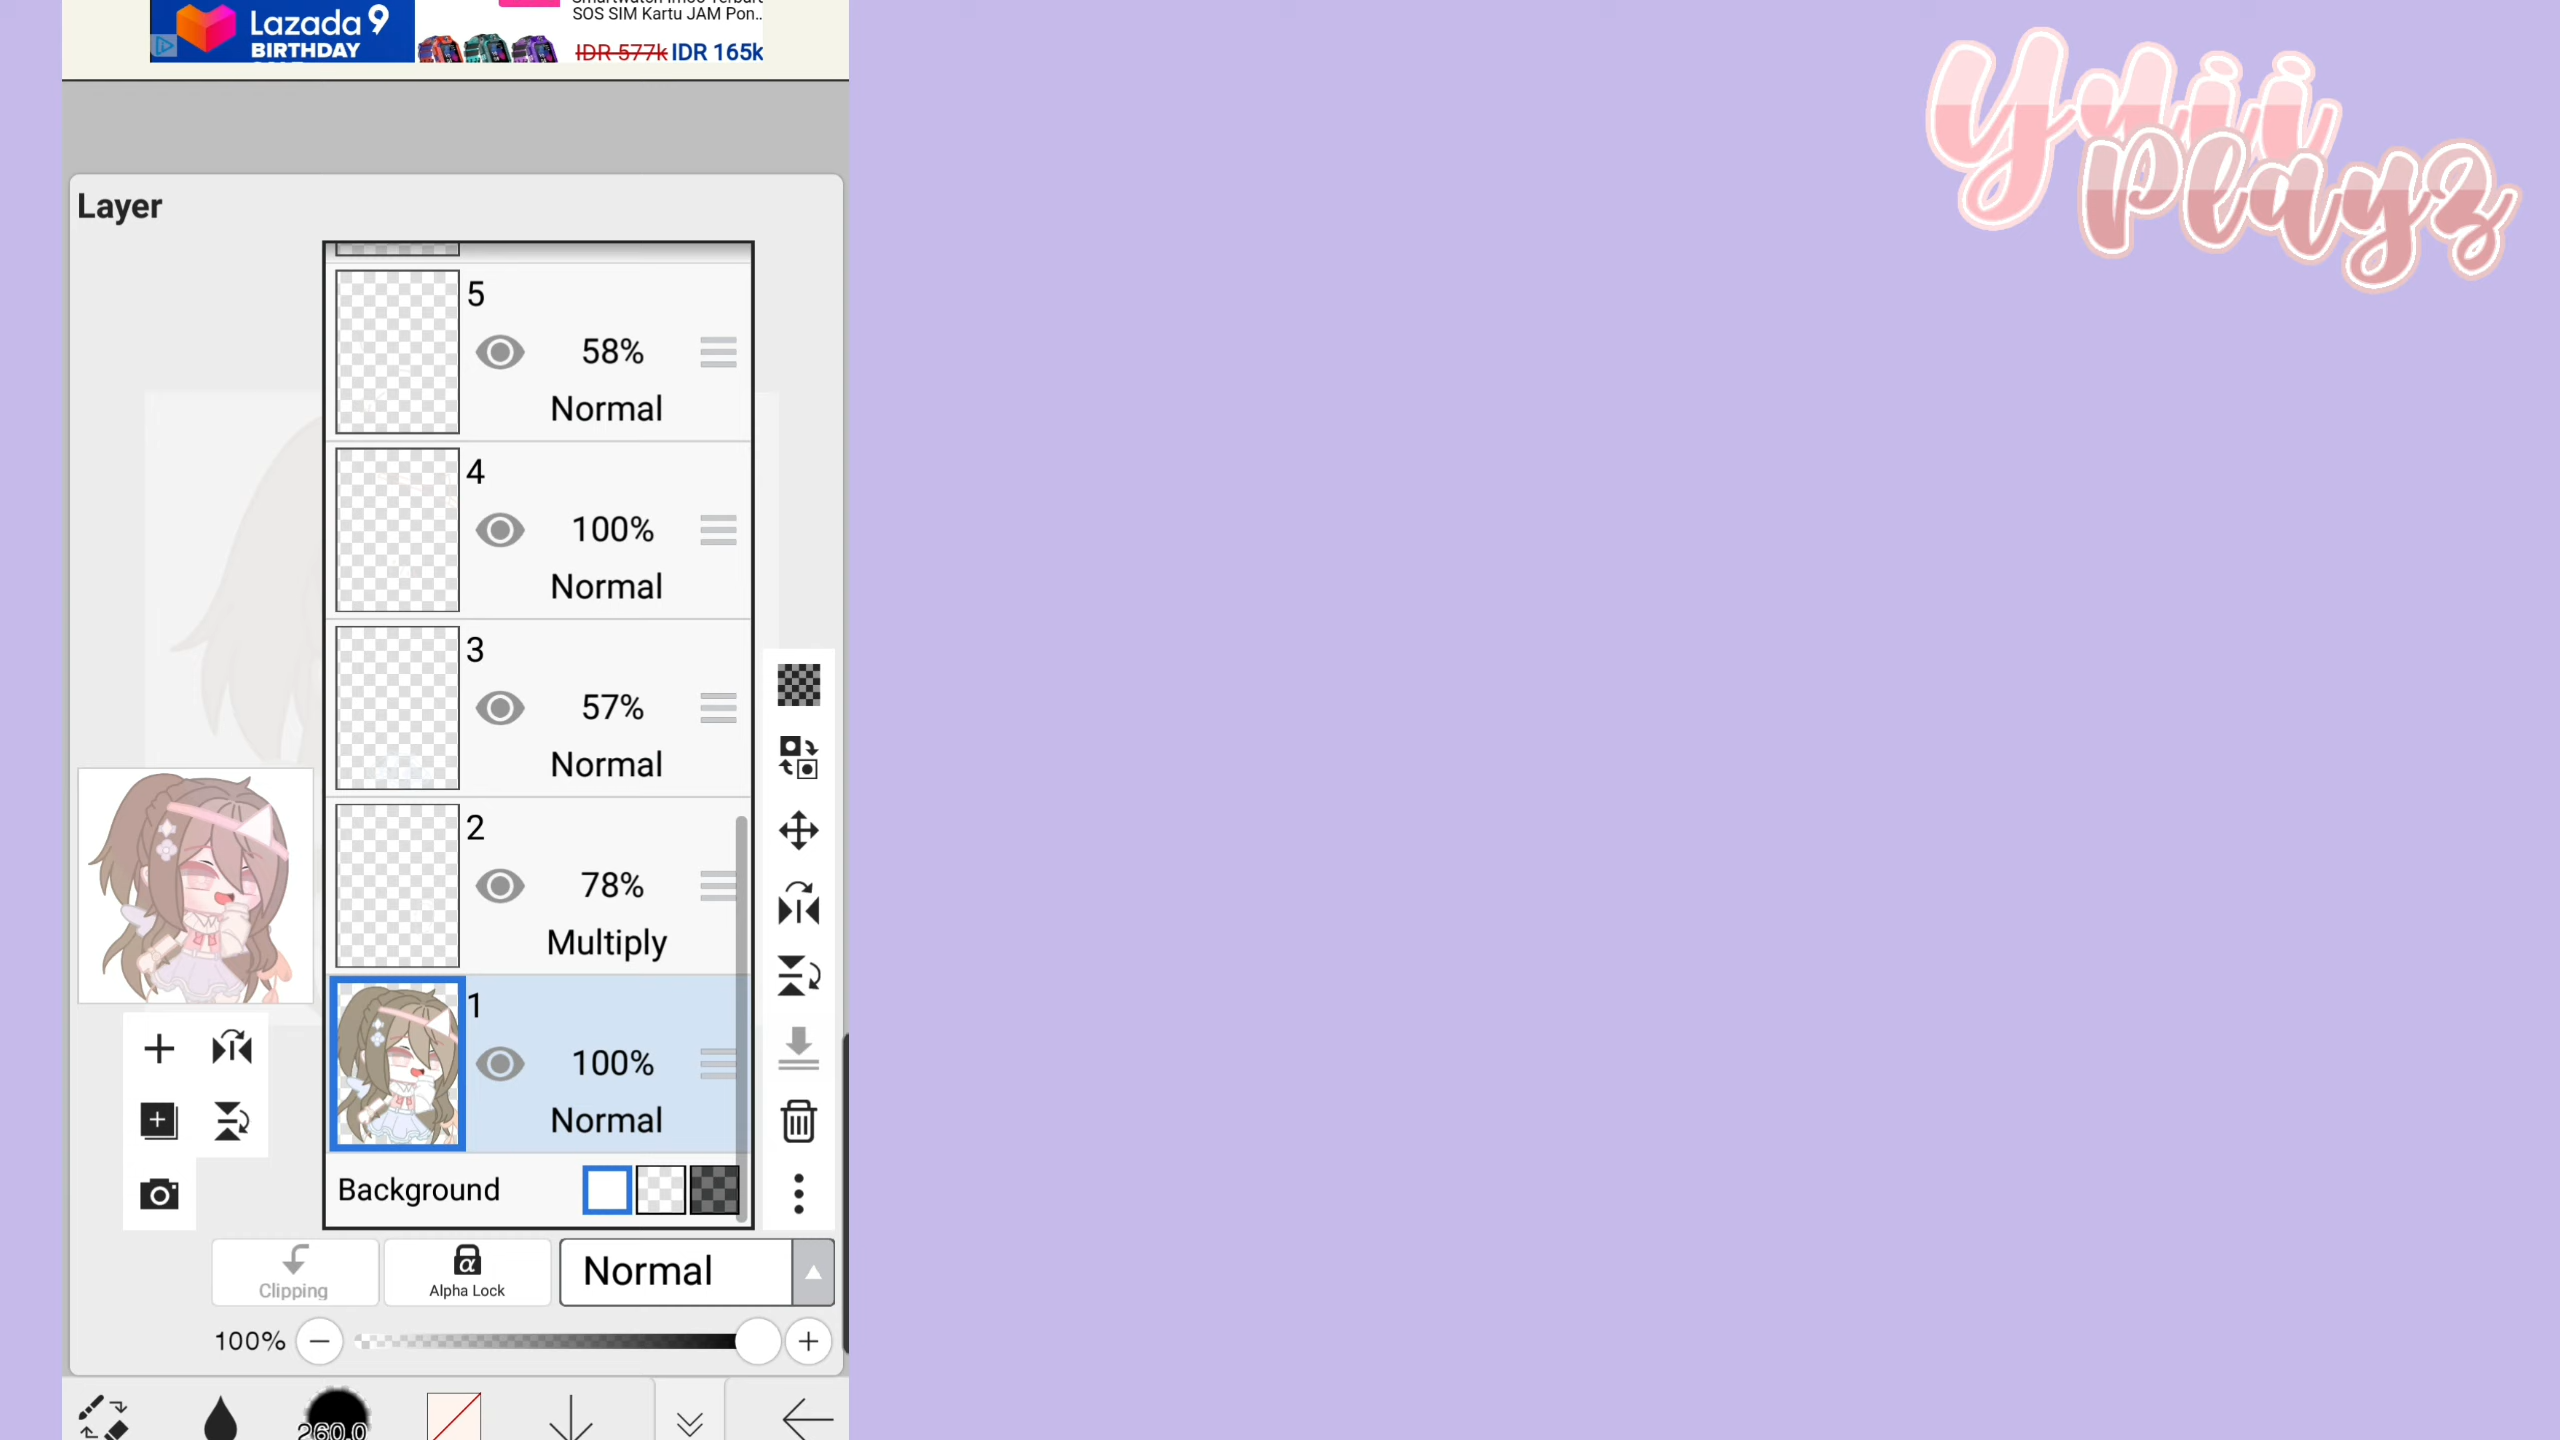 Lazada 9
BIRTHDAY
SOS SIM Kartu JAM Pon..
IDR 577k IDR 165k
Yuii
playz
Layer
5
58%
Normal
4
100%
Normal
3
57%
Normal
2
78%
Multiply
1
100%
Normal
Background
Clipping
α
Alpha Lock
Normal
100%
260.0